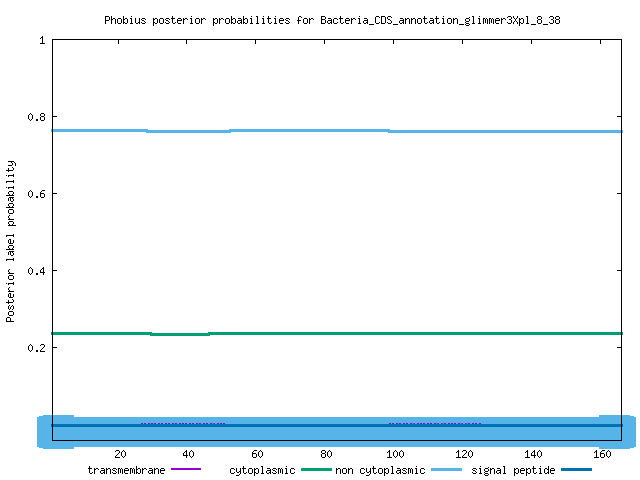 Phobius posterior probabilities for Bacteria_CDS_annotation_glimmer3Xpl_8_38
1
0.8
0.6
0.4
0.2
Posterior label probability
20 40 60 80 100 120 140 160
transmembrane cytoplasmic non cytoplasmic signal peptide